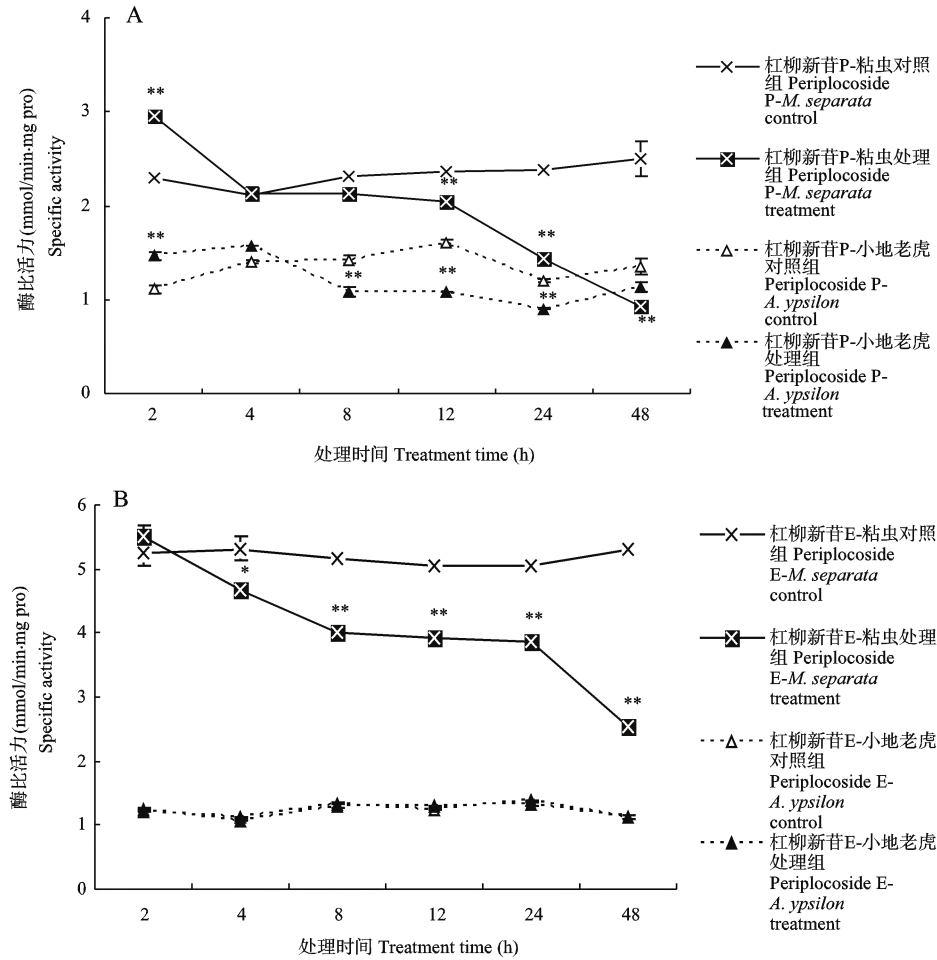 A
4
3
2
1
0
酶比活力(mmol/min·mg pro)
Specific activity
**
**
**
**
**
**
**
**
2
4
8
12
24
48
处理时间 Treatment time (h)
杠柳新苷P-粘虫对照
组 Periplocoside
P-M. separata
control
杠柳新苷P-粘虫处理
组 Periplocoside
P-M. separata
treatment
杠柳新苷P-小地老虎
对照组
Periplocoside P-
A. ypsilon
control
杠柳新苷P-小地老虎
处理组
Periplocoside P-
A. ypsilon
treatment
B
6
5
4
3
2
1
0
酶比活力(mmol/min·mg pro)
Specific activity
*
**
**
**
**
2
4
8
12
24
48
处理时间 Treatment time (h)
杠柳新苷E-粘虫对照
组 Periplocoside
E-M. separata
control
杠柳新苷E-粘虫处理
组 Periplocoside
E-M. separata
treatment
杠柳新苷E-小地老虎
对照组
Periplocoside E-
A. ypsilon
control
杠柳新苷E-小地老虎
处理组
Periplocoside E-
A. ypsilon
treatment